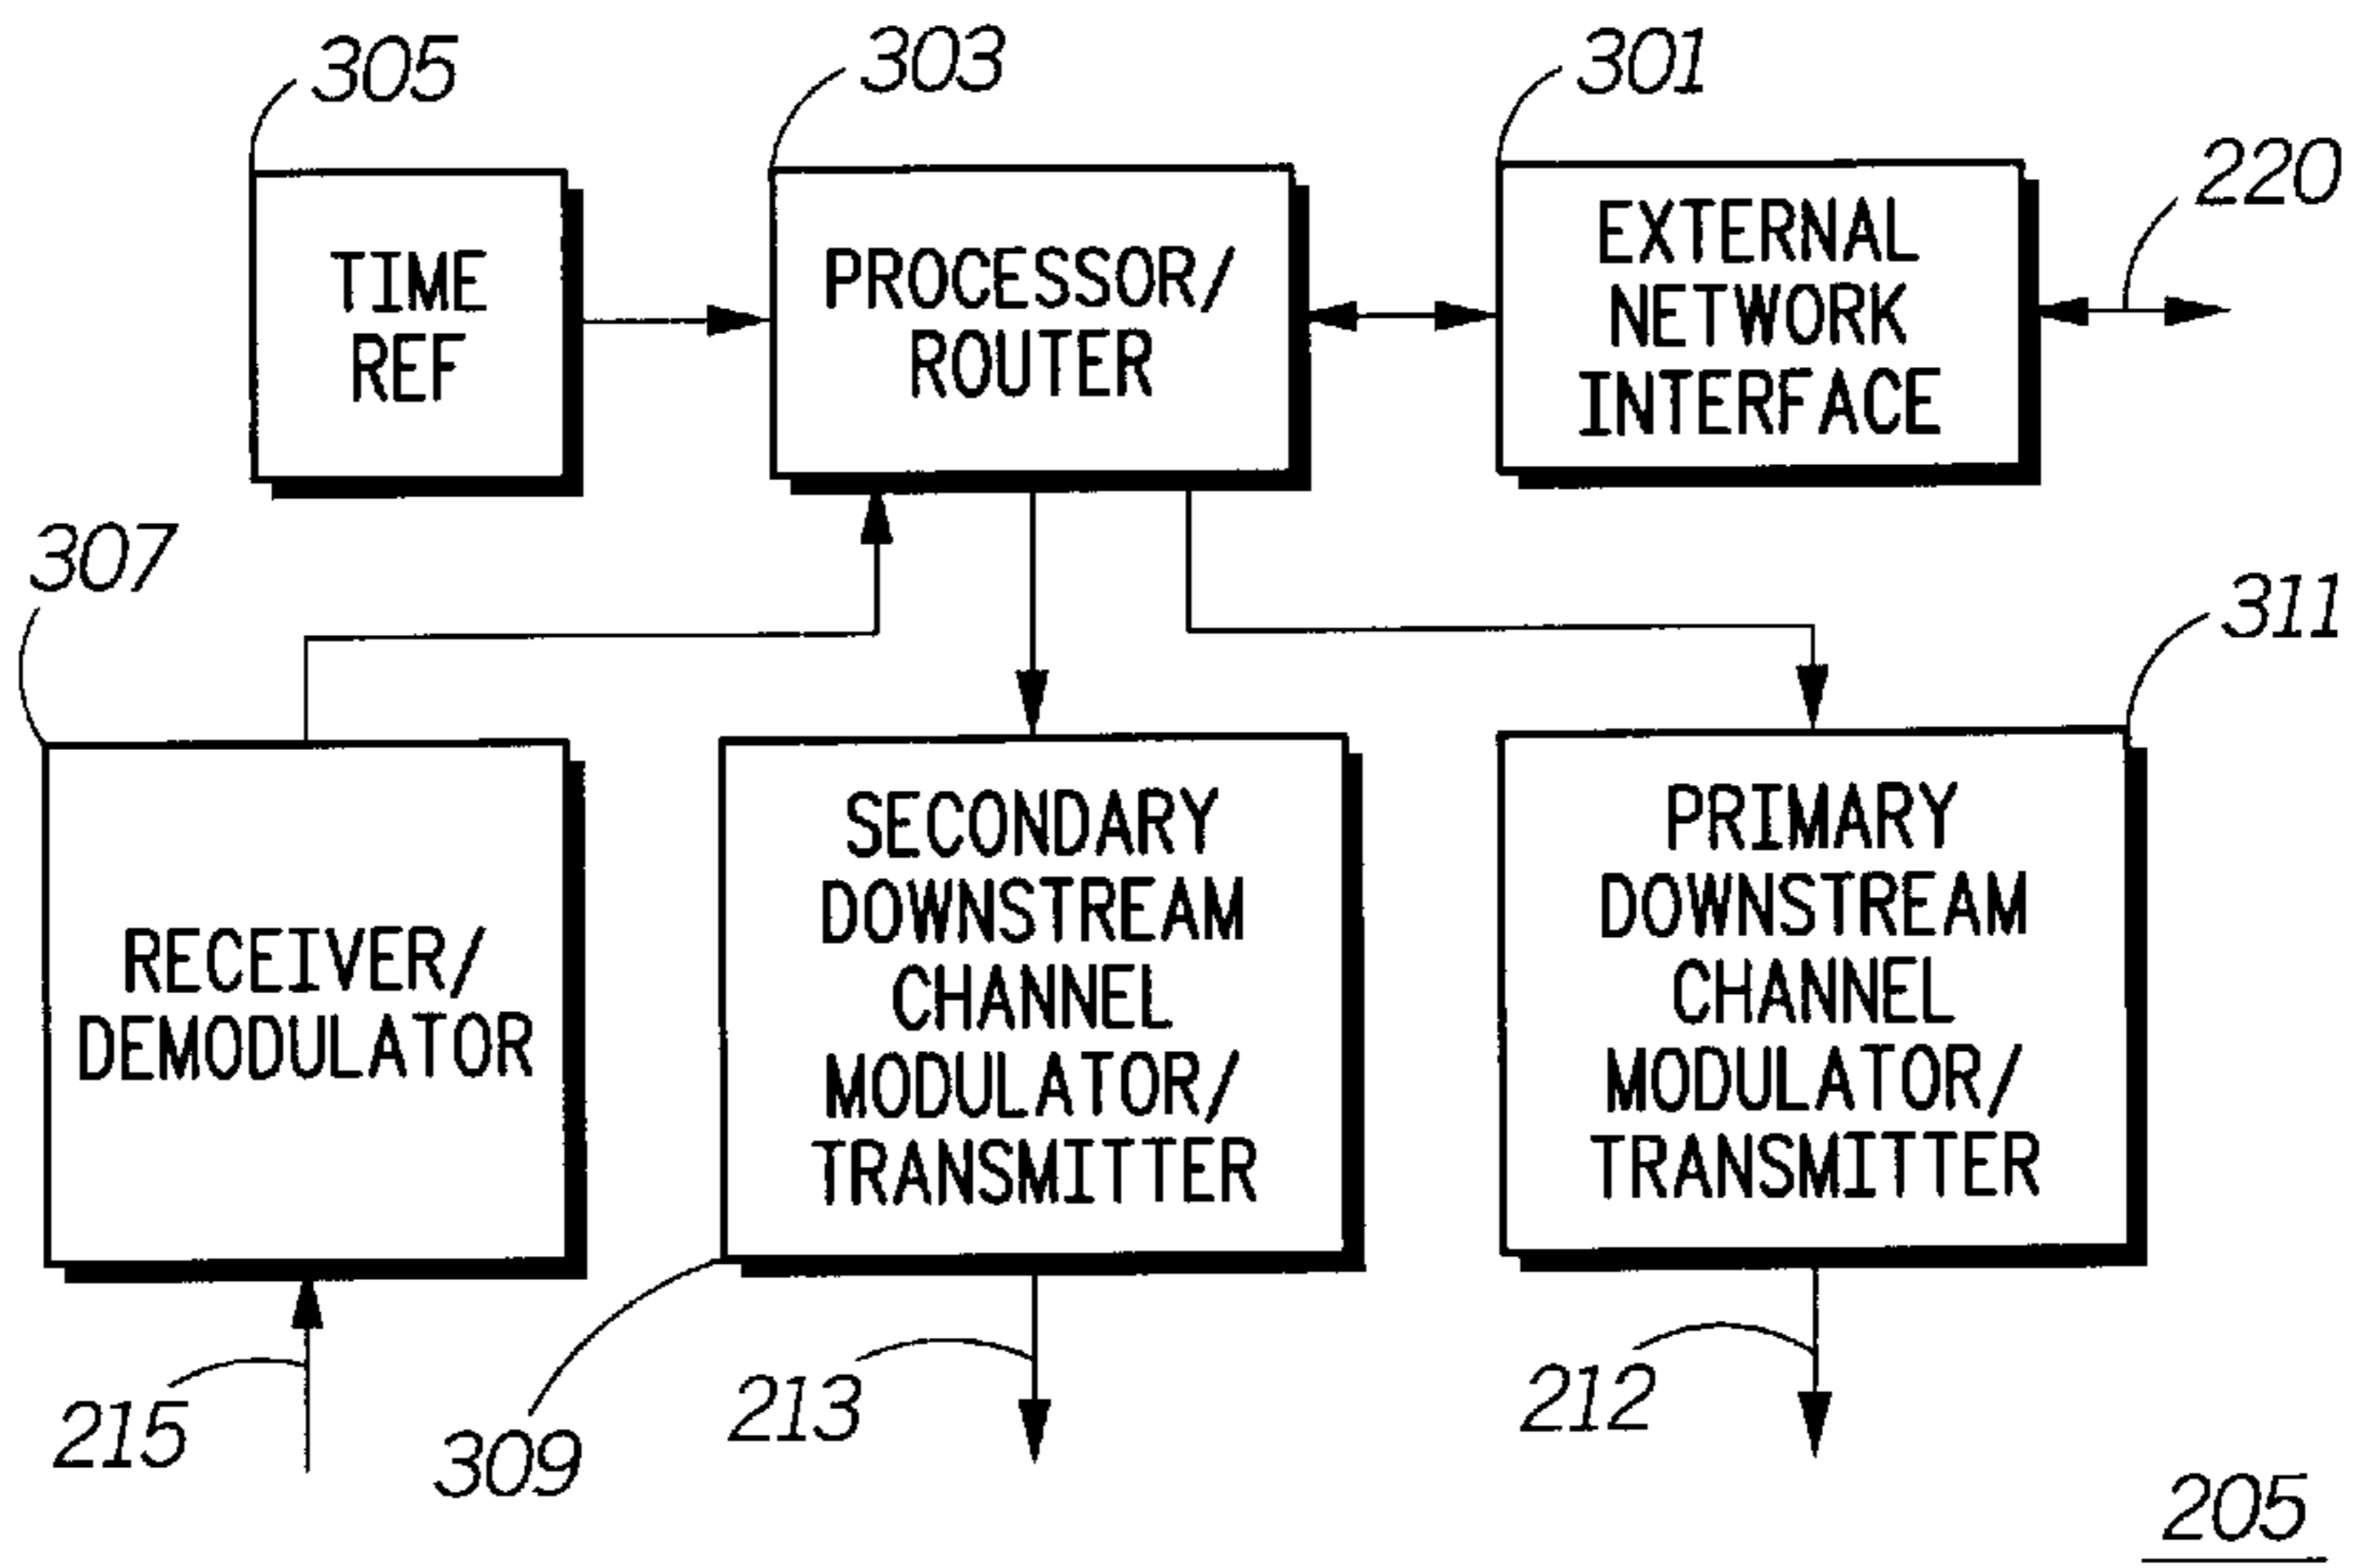 305
303
301
220
TIME
REF
PROCESSOR/
ROUTER
EXTERNAL
NETWORK
INTERFACE
307
311
RECEIVER/
DEMODULATOR
SECONDARY
DOWNSTREAM
CHANNEL
MODULATOR/
TRANSMITTER
PRIMARY
DOWNSTREAM
CHANNEL
MODULATOR/
TRANSMITTER
215
309
213
212
205